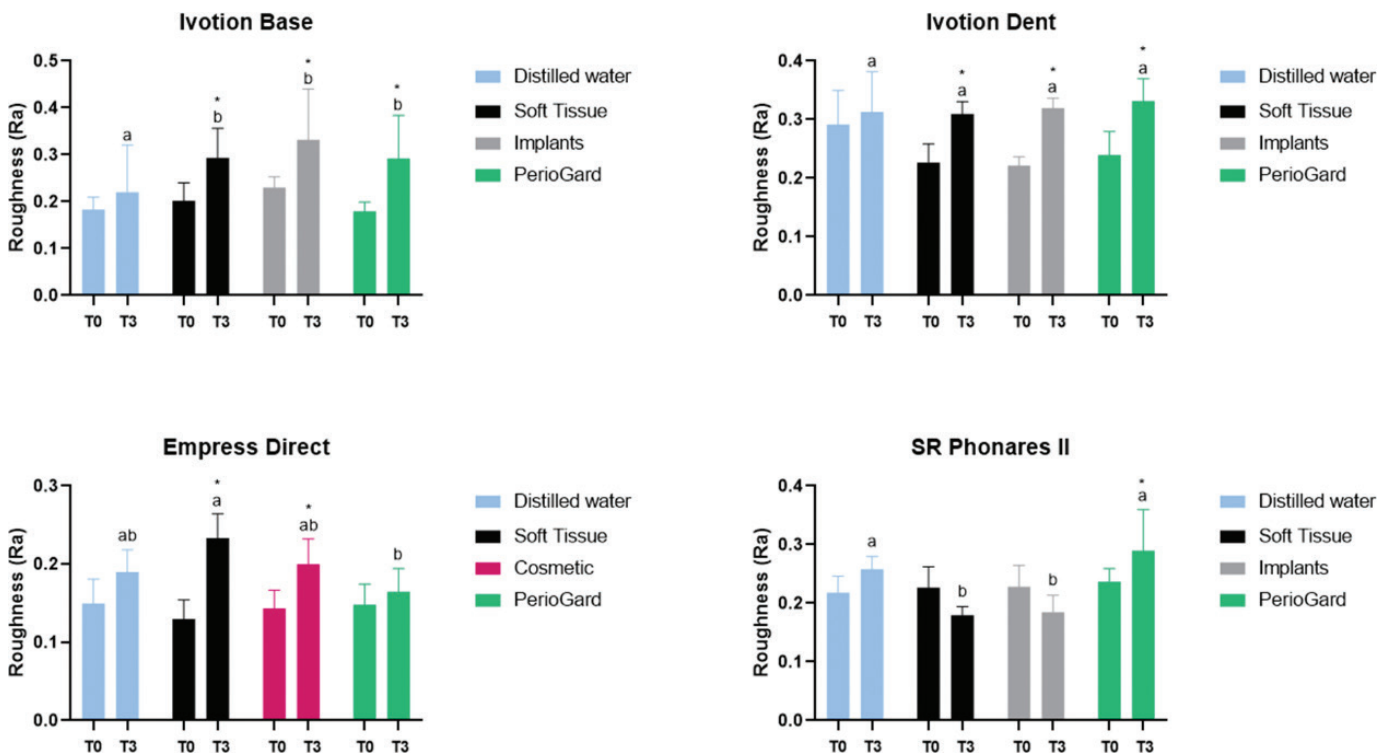 Ivotion Base
Roughness (Ra)
0.5
0.4
0.3
0.2
0.1
0.0
a
*
b
*
b
*
b
T0 T3 T0 T3 T0 T3 T0 T3
Distilled water
Soft Tissue
Implants
PerioGard
Ivotion Dent
Roughness (Ra)
0.4
0.3
0.2
0.1
0.0
a
*
a
*
a
*
a
T0 T3 T0 T3 T0 T3 T0 T3
Distilled water
Soft Tissue
Implants
PerioGard
Empress Direct
Roughness (Ra)
0.3
0.2
0.1
0.0
ab
*
a
*
ab
b
T0 T3 T0 T3 T0 T3 T0 T3
Distilled water
Soft Tissue
Cosmetic
PerioGard
SR Phonares II
Roughness (Ra)
0.4
0.3
0.2
0.1
0.0
a
b
b
*
a
T0 T3 T0 T3 T0 T3 T0 T3
Distilled water
Soft Tissue
Implants
PerioGard